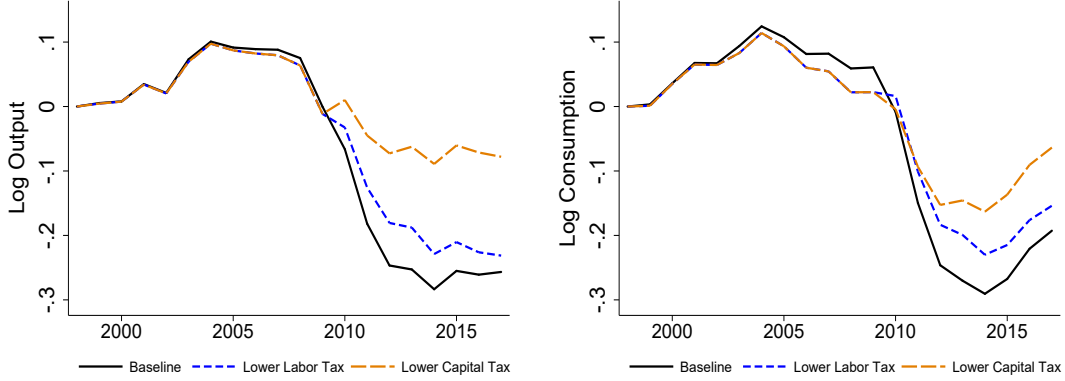 Log Output
.1
0
-.1
-.2
-.3
2000 2005 2010 2015
Baseline Lower Labor Tax Lower Capital Tax
Log Consumption
.1
0
-.1
-.2
-.3
2000 2005 2010 2015
Baseline Lower Labor Tax Lower Capital Tax